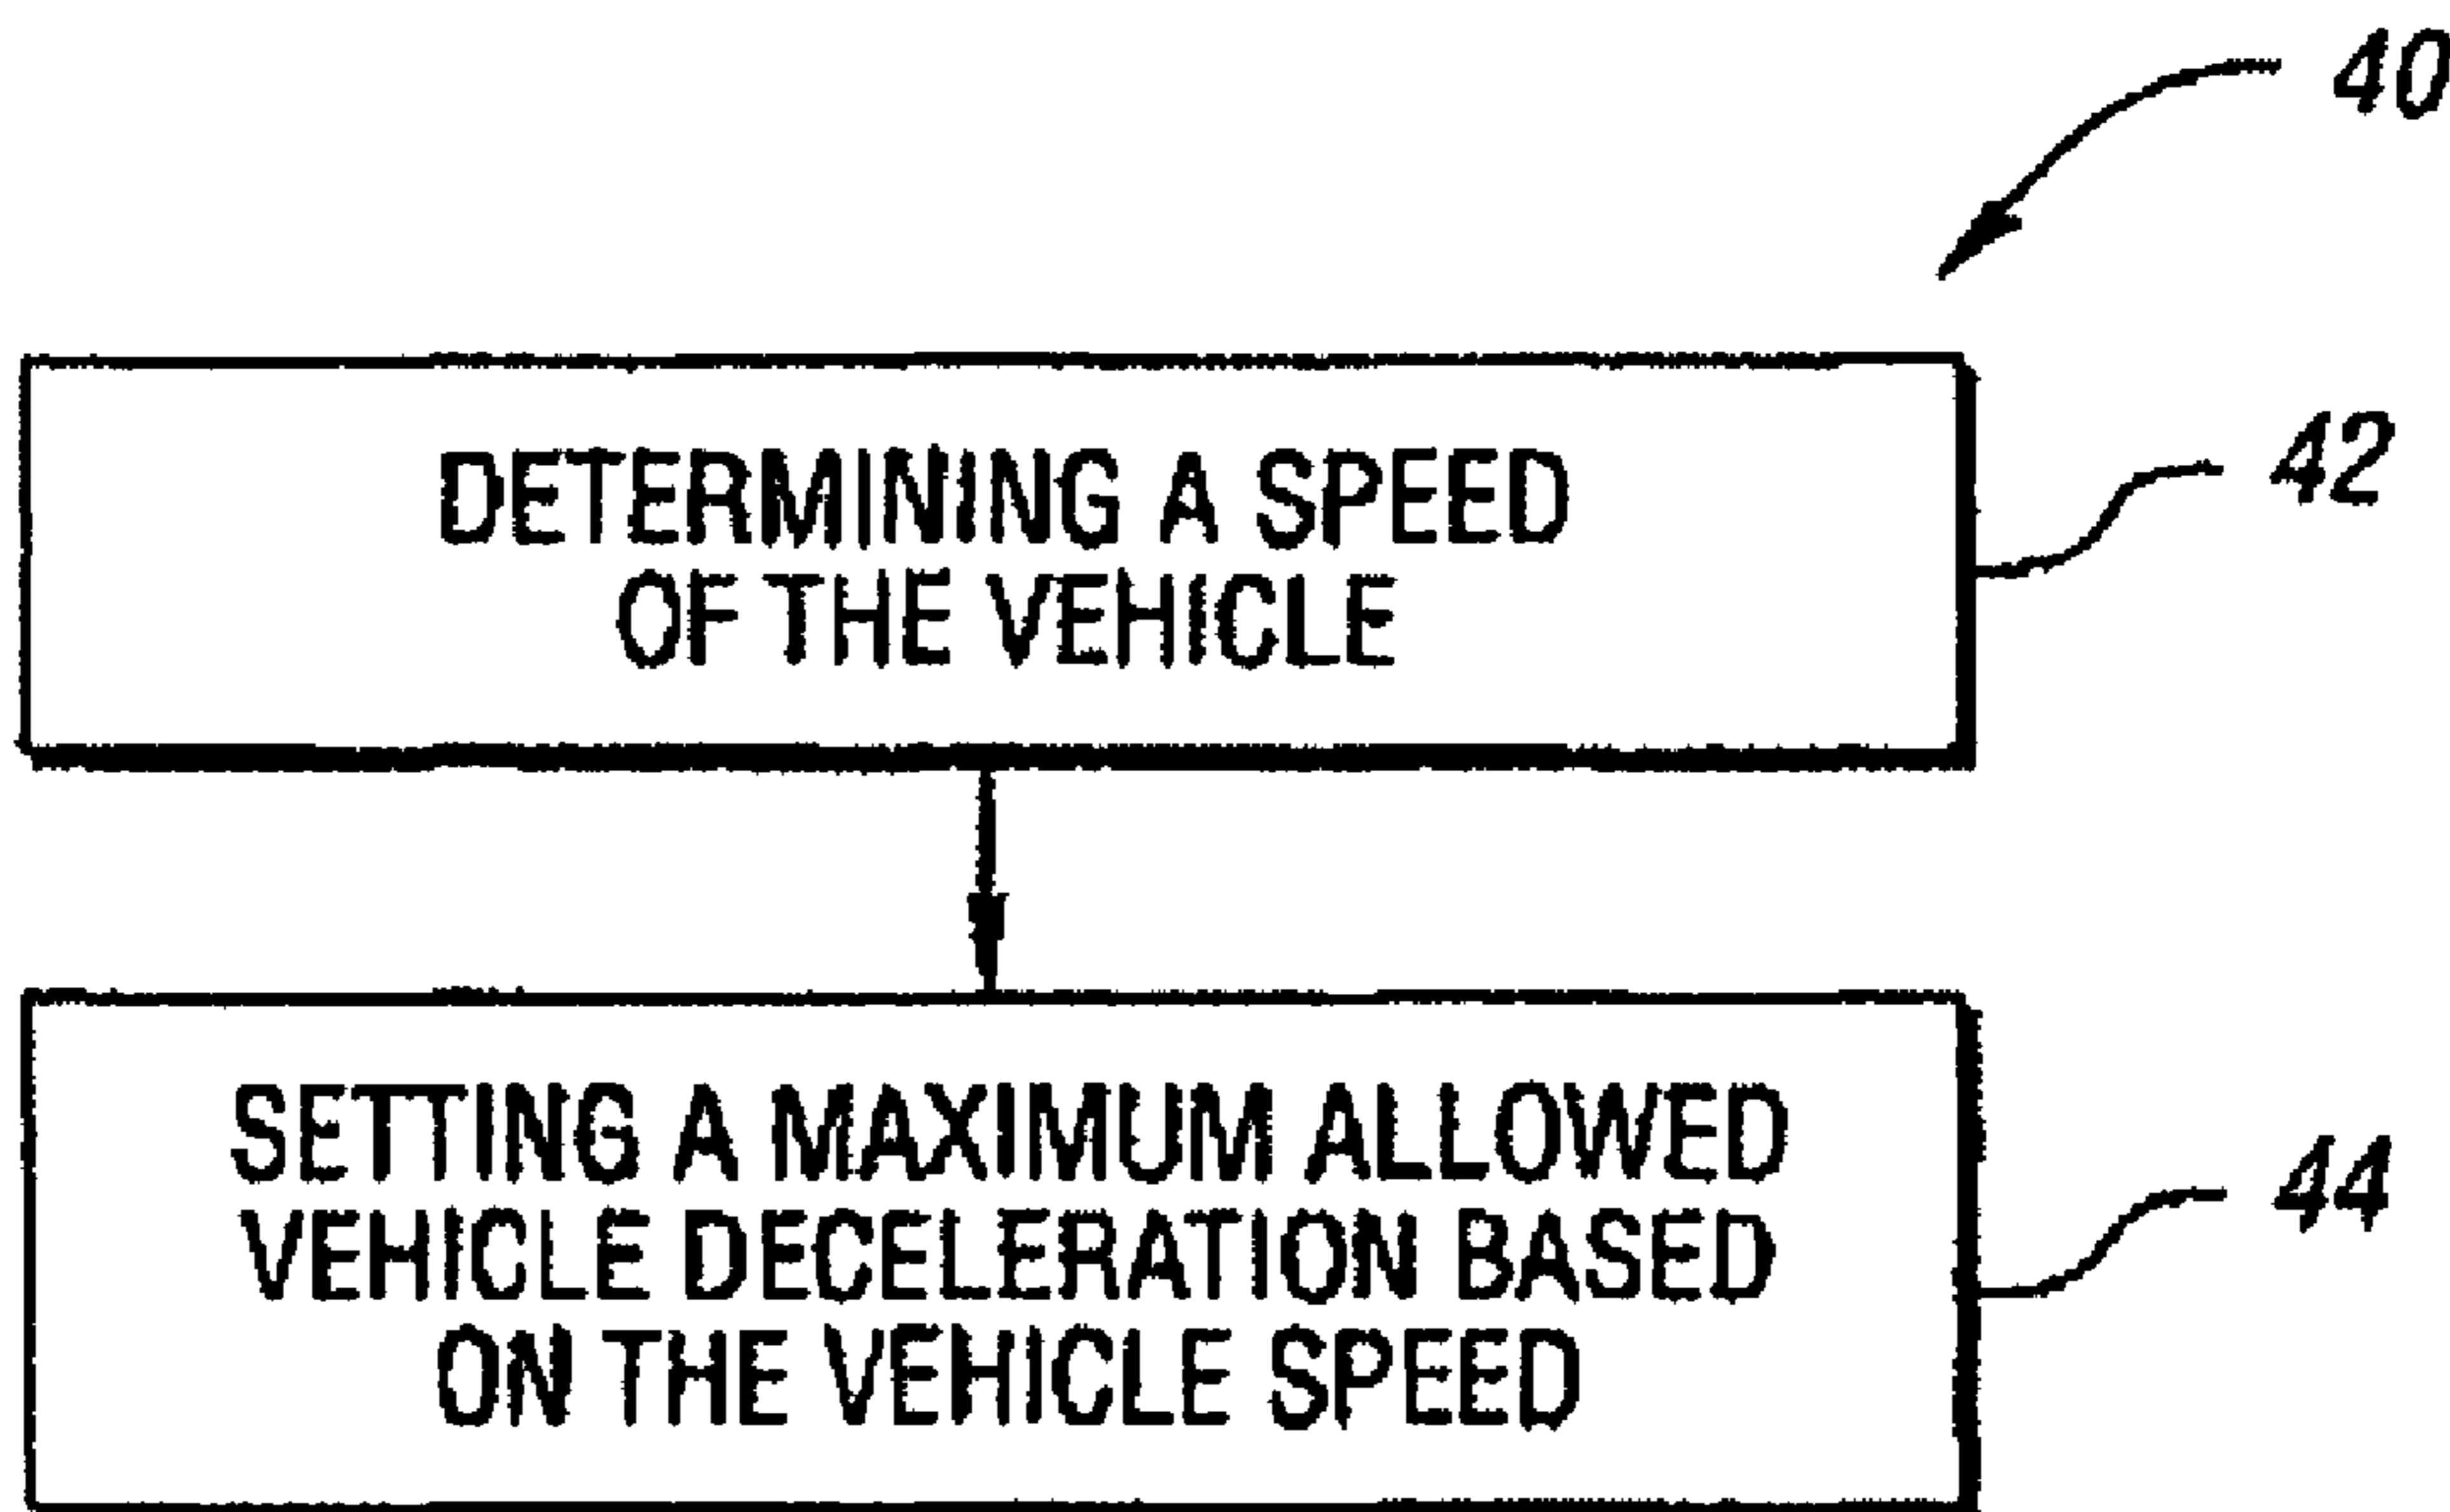 40
DETERMINING A SPEED
OF THE VEHICLE
42
SETTING A MAXIMUM ALLOWED
VEHICLE DECELERATION BASED
ON THE VEHICLE SPEED
44